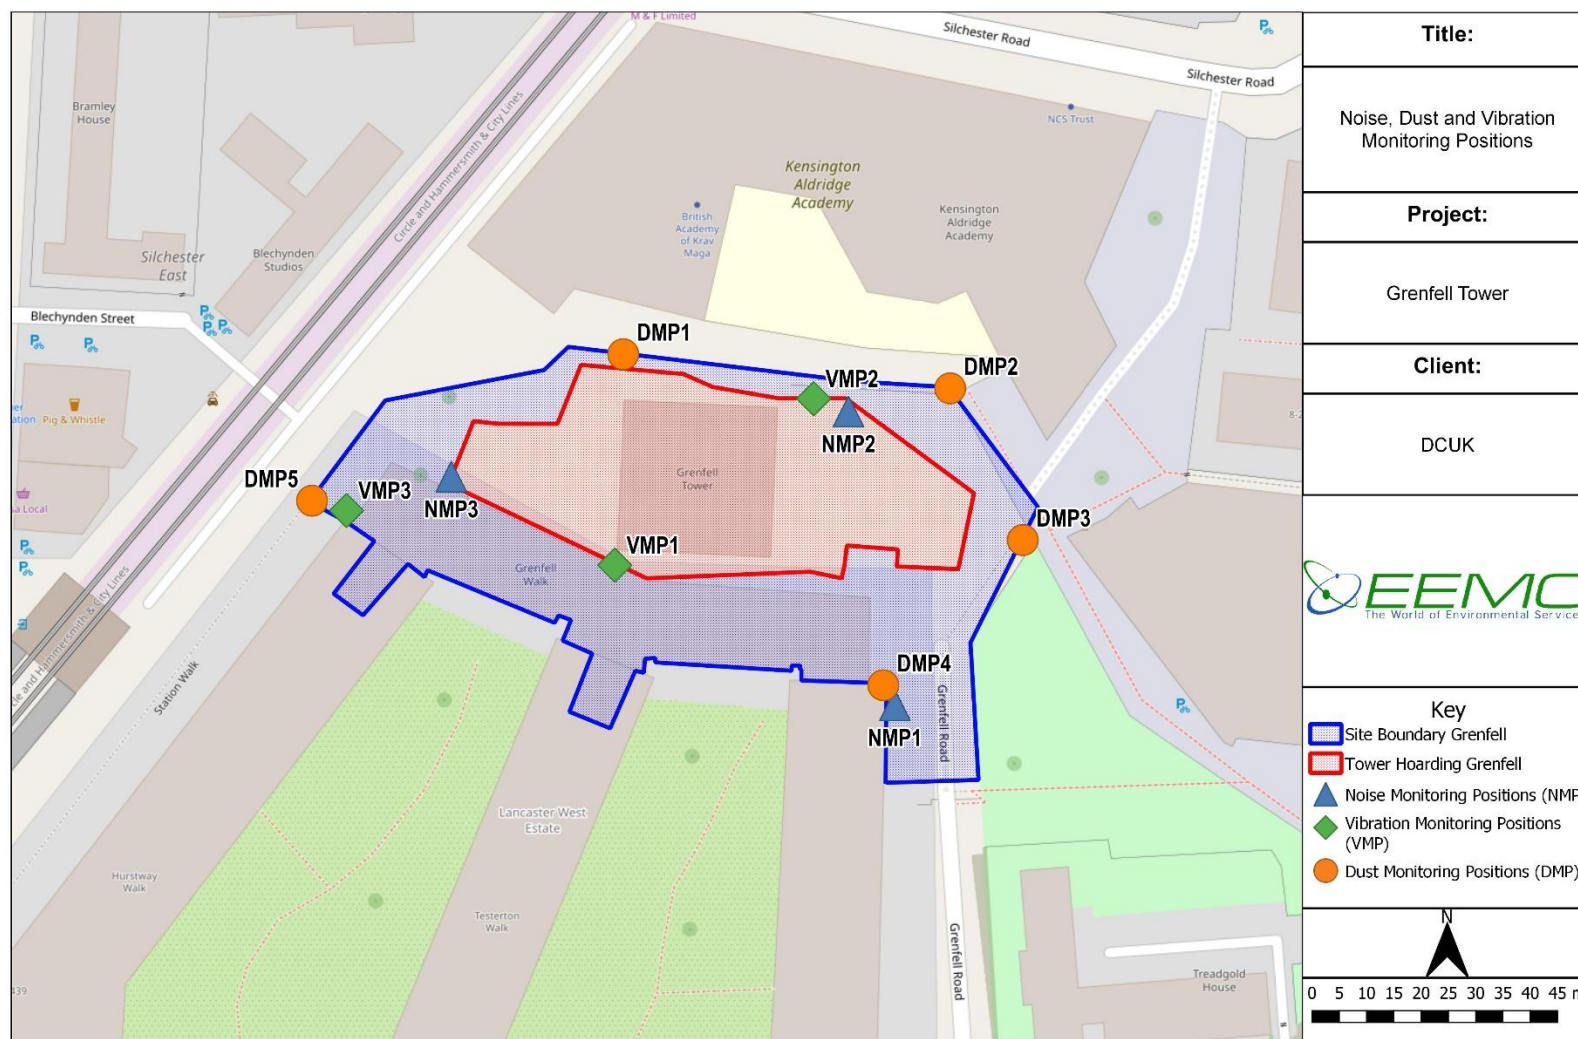 M & F Limited
Silchester Road
Silchester Road
Bramley
House
NCS Trust
Circle and Hammersmith & City Lines
Kensington
Aldridge
Academy
British
Academy
of Krav
Maga
Kensington
Aldridge
Academy
Silchester
East
Blechynden
Studios
Blechynden Street
Pig & Whistle
DMP1
DMP2
VMP2
NMP2
DMP5
VMP3
NMP3
Grenfell
Tower
DMP3
VMP1
Grenfell
Walk
DMP4
NMP1
Station Walk
Grenfell Road
Lancaster West
Estate
Hurstway
Walk
Testerton
Walk
Grenfell Road
Treadgold
House
Title:
Noise, Dust and Vibration
Monitoring Positions
Project:
Grenfell Tower
Client:
DCUK
EEMC
The World of Environmental Service
Key
Site Boundary Grenfell
Tower Hoarding Grenfell
Noise Monitoring Positions (NMP
Vibration Monitoring Positions
(VMP)
Dust Monitoring Positions (DMP)
N
0 5 10 15 20 25 30 35 40 45 m